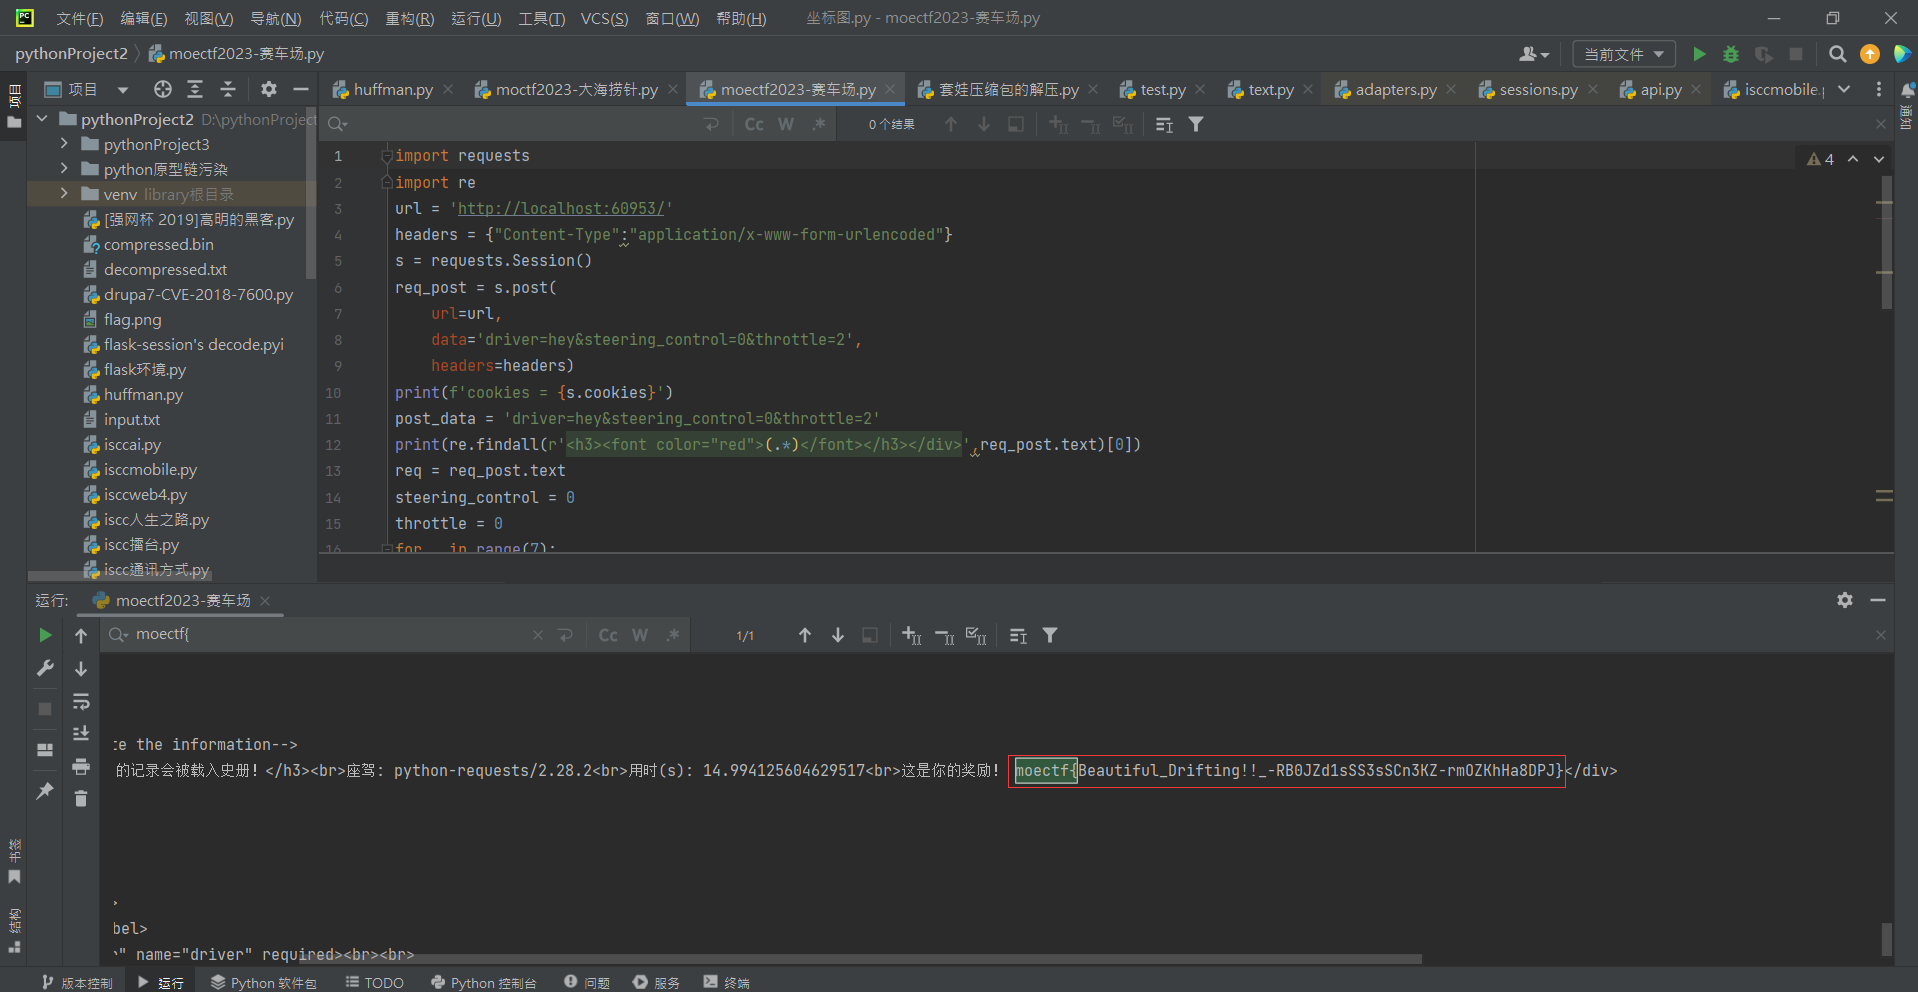 文件(F) 编辑(E) 视图(V) 导航(N) 代码(C) 重构(R) 运行(U) 工具(T) VCS(S) 窗口(W) 帮助(H) 坐标图.py - moectf2023-赛车场.py
pythonProject2 moectf2023-赛车场.py 当前文件
项目 huffman.py moctf2023-大海捞针.py moectf2023-赛车场.py 套娃压缩包的解压.py test.py text.py adapters.py sessions.py api.py isccmobile.
项目
通知
pythonProject2 D:\pythonProject
pythonProject3
python原型链污染
venv library根目录
[强网杯 2019]高明的黑客.py
compressed.bin
decompressed.txt
drupa7-CVE-2018-7600.py
flag.png
flask-session's decode.pyi
flask环境.py
huffman.py
input.txt
isccai.py
isccmobile.py
isccweb4.py
iscc人生之路.py
iscc擂台.py
iscc通讯方式.py
Cc W .* 0 个结果
4
1 import requests
2 import re
3 url = 'http://localhost:60953/'
4 headers = {"Content-Type":"application/x-www-form-urlencoded"}
5 s = requests.Session()
6 req_post = s.post(
7 url=url,
8 data='driver=hey&steering_control=0&throttle=2',
9 headers=headers)
10 print(f'cookies = {s.cookies}')
11 post_data = 'driver=hey&steering_control=0&throttle=2'
12 print(re.findall(r'<h3><font color="red">(.*)</font></h3></div>',req_post.text)[0])
13 req = req_post.text
14 steering_control = 0
15 throttle = 0
16 for _ in range(7):
运行: moectf2023-赛车场
moectf{ Cc W .* 1/1
te the information-->
的记录会被载入史册! </h3><br>座驾: python-requests/2.28.2<br>用时(s): 14.994125604629517<br>这是你的奖励! moectf{Beautiful_Drifting!!_-RB0JZd1sSS3sSCn3KZ-rmOZKhHa8DPJ}</div>
>
bel>
" name="driver" required><br><br>
书签
结构
版本控制 运行 Python 软件包 TODO Python 控制台 问题 服务 终端